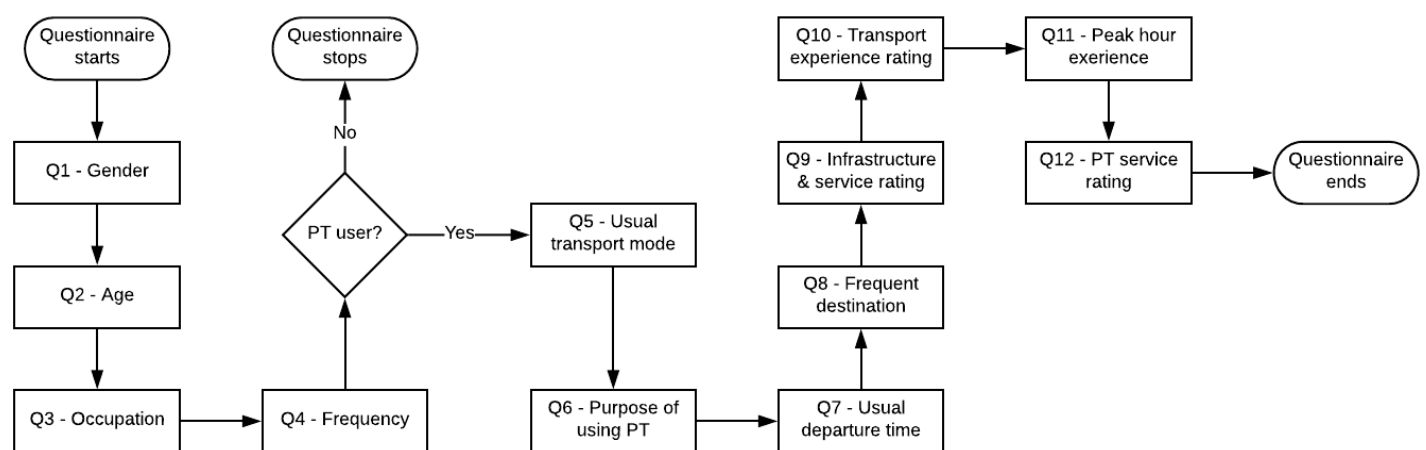 Questionnaire
starts
Q1 - Gender
Q2 - Age
Q3 - Occupation
Q4 - Frequency
PT user?
No
Questionnaire
stops
Yes
Q5 - Usual
transport mode
Q6 - Purpose of
using PT
Q7 - Usual
departure time
Q8 - Frequent
destination
Q9 - Infrastructure
& service rating
Q10 - Transport
experience rating
Q11 - Peak hour
exerience
Q12 - PT service
rating
Questionnaire
ends